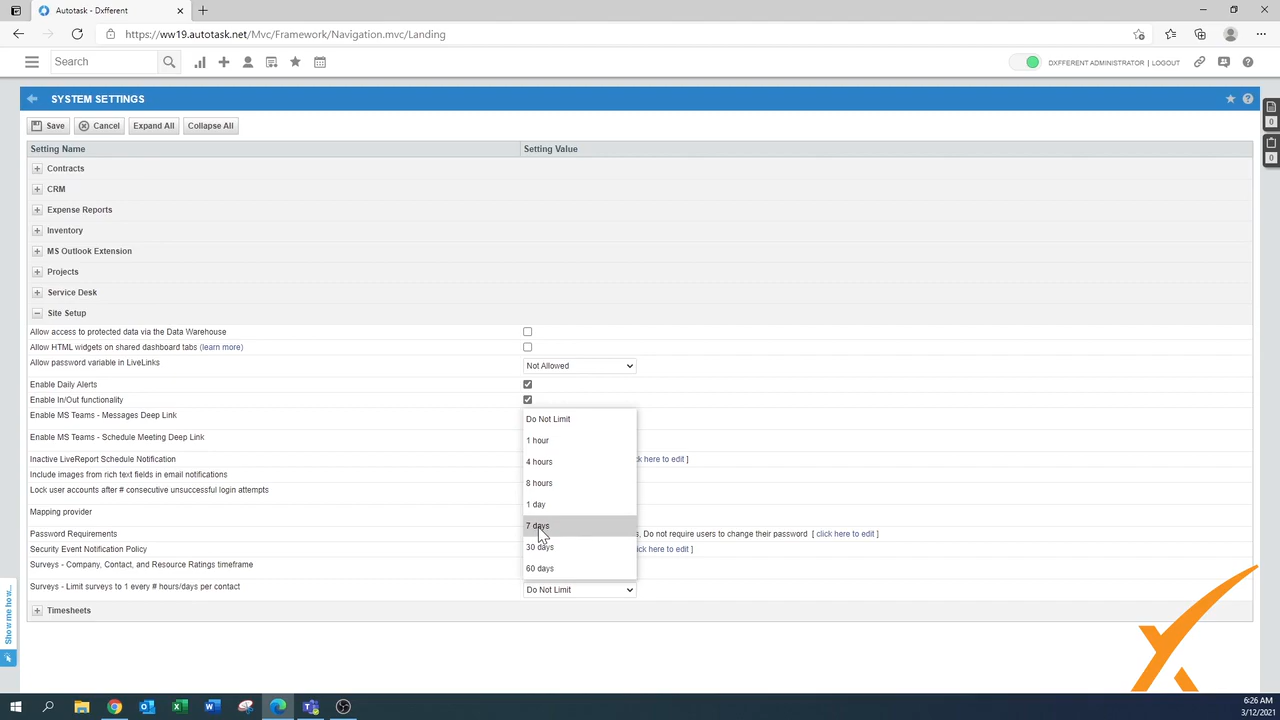 Autotask - Dxfferent
https://ww19.autotask.net/Mvc/Framework/Navigation.mvc/Landing
Search
DXFFERENT ADMINISTRATOR | LOGOUT
SYSTEM SETTINGS
0
Save Cancel Expand All Collapse All
0
Setting Name Setting Value
Contracts
CRM
Expense Reports
Inventory
MS Outlook Extension
Projects
Service Desk
Site Setup
Allow access to protected data via the Data Warehouse
Allow HTML widgets on shared dashboard tabs (learn more)
Allow password variable in LiveLinks Not Allowed
Enable Daily Alerts
Enable In/Out functionality
Enable MS Teams - Messages Deep Link
Do Not Limit
Enable MS Teams - Schedule Meeting Deep Link
1 hour
Inactive LiveReport Schedule Notification ck here to edit ]
4 hours
Include images from rich text fields in email notifications
8 hours
Lock user accounts after # consecutive unsuccessful login attempts
1 day
Mapping provider
7 days
Password Requirements s, Do not require users to change their password [ click here to edit ]
30 days
Security Event Notification Policy ick here to edit ]
Surveys - Company, Contact, and Resource Ratings timeframe
60 days
Surveys - Limit surveys to 1 every # hours/days per contact Do Not Limit
Timesheets
Show me how...
6:26 AM
3/12/2021